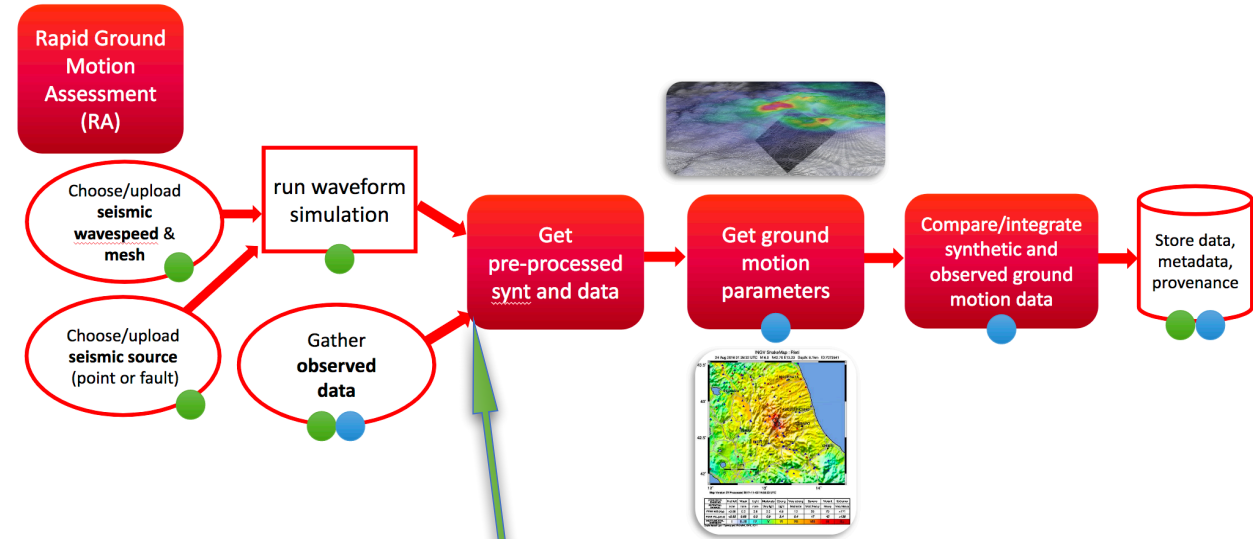 Rapid Ground
Motion
Assessment
(RA)
Choose/upload
seismic
wavespeed &
mesh
run waveform
simulation
Choose/upload
seismic source
(point or fault)
Gather
observed
data
Get
pre-processed
synt and data
Get ground
motion
parameters
Compare/integrate
synthetic and
observed ground
motion data
Store data,
metadata,
provenance